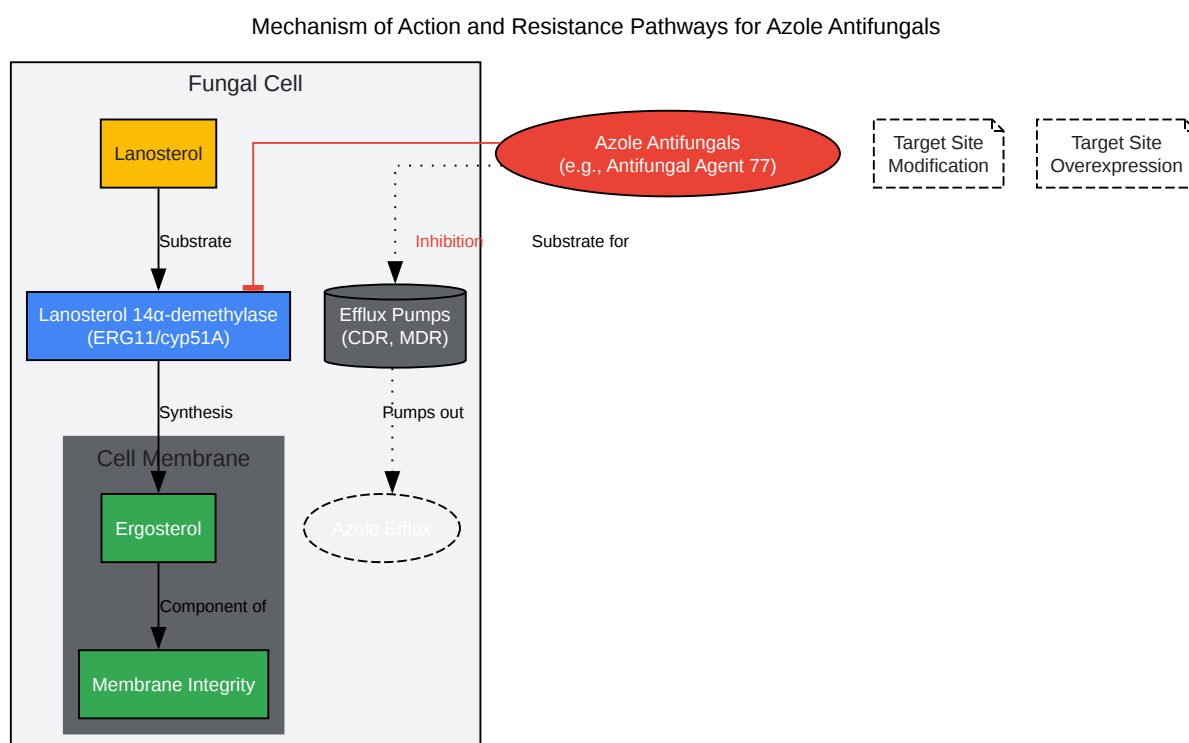 Mechanism of Action and Resistance Pathways for Azole Antifungals
Fungal Cell
Lanosterol
Azole Antifungals
(e.g., Antifungal Agent 77)
Target Site
Modification
Target Site
Overexpression
Substrate
Inhibition
Substrate for
Lanosterol 14α-demethylase
(ERG11/cyp51A)
Efflux Pumps
(CDR, MDR)
Synthesis
Pumps out
Cell Membrane
Ergosterol
Azole Efflux
Component of
Membrane Integrity